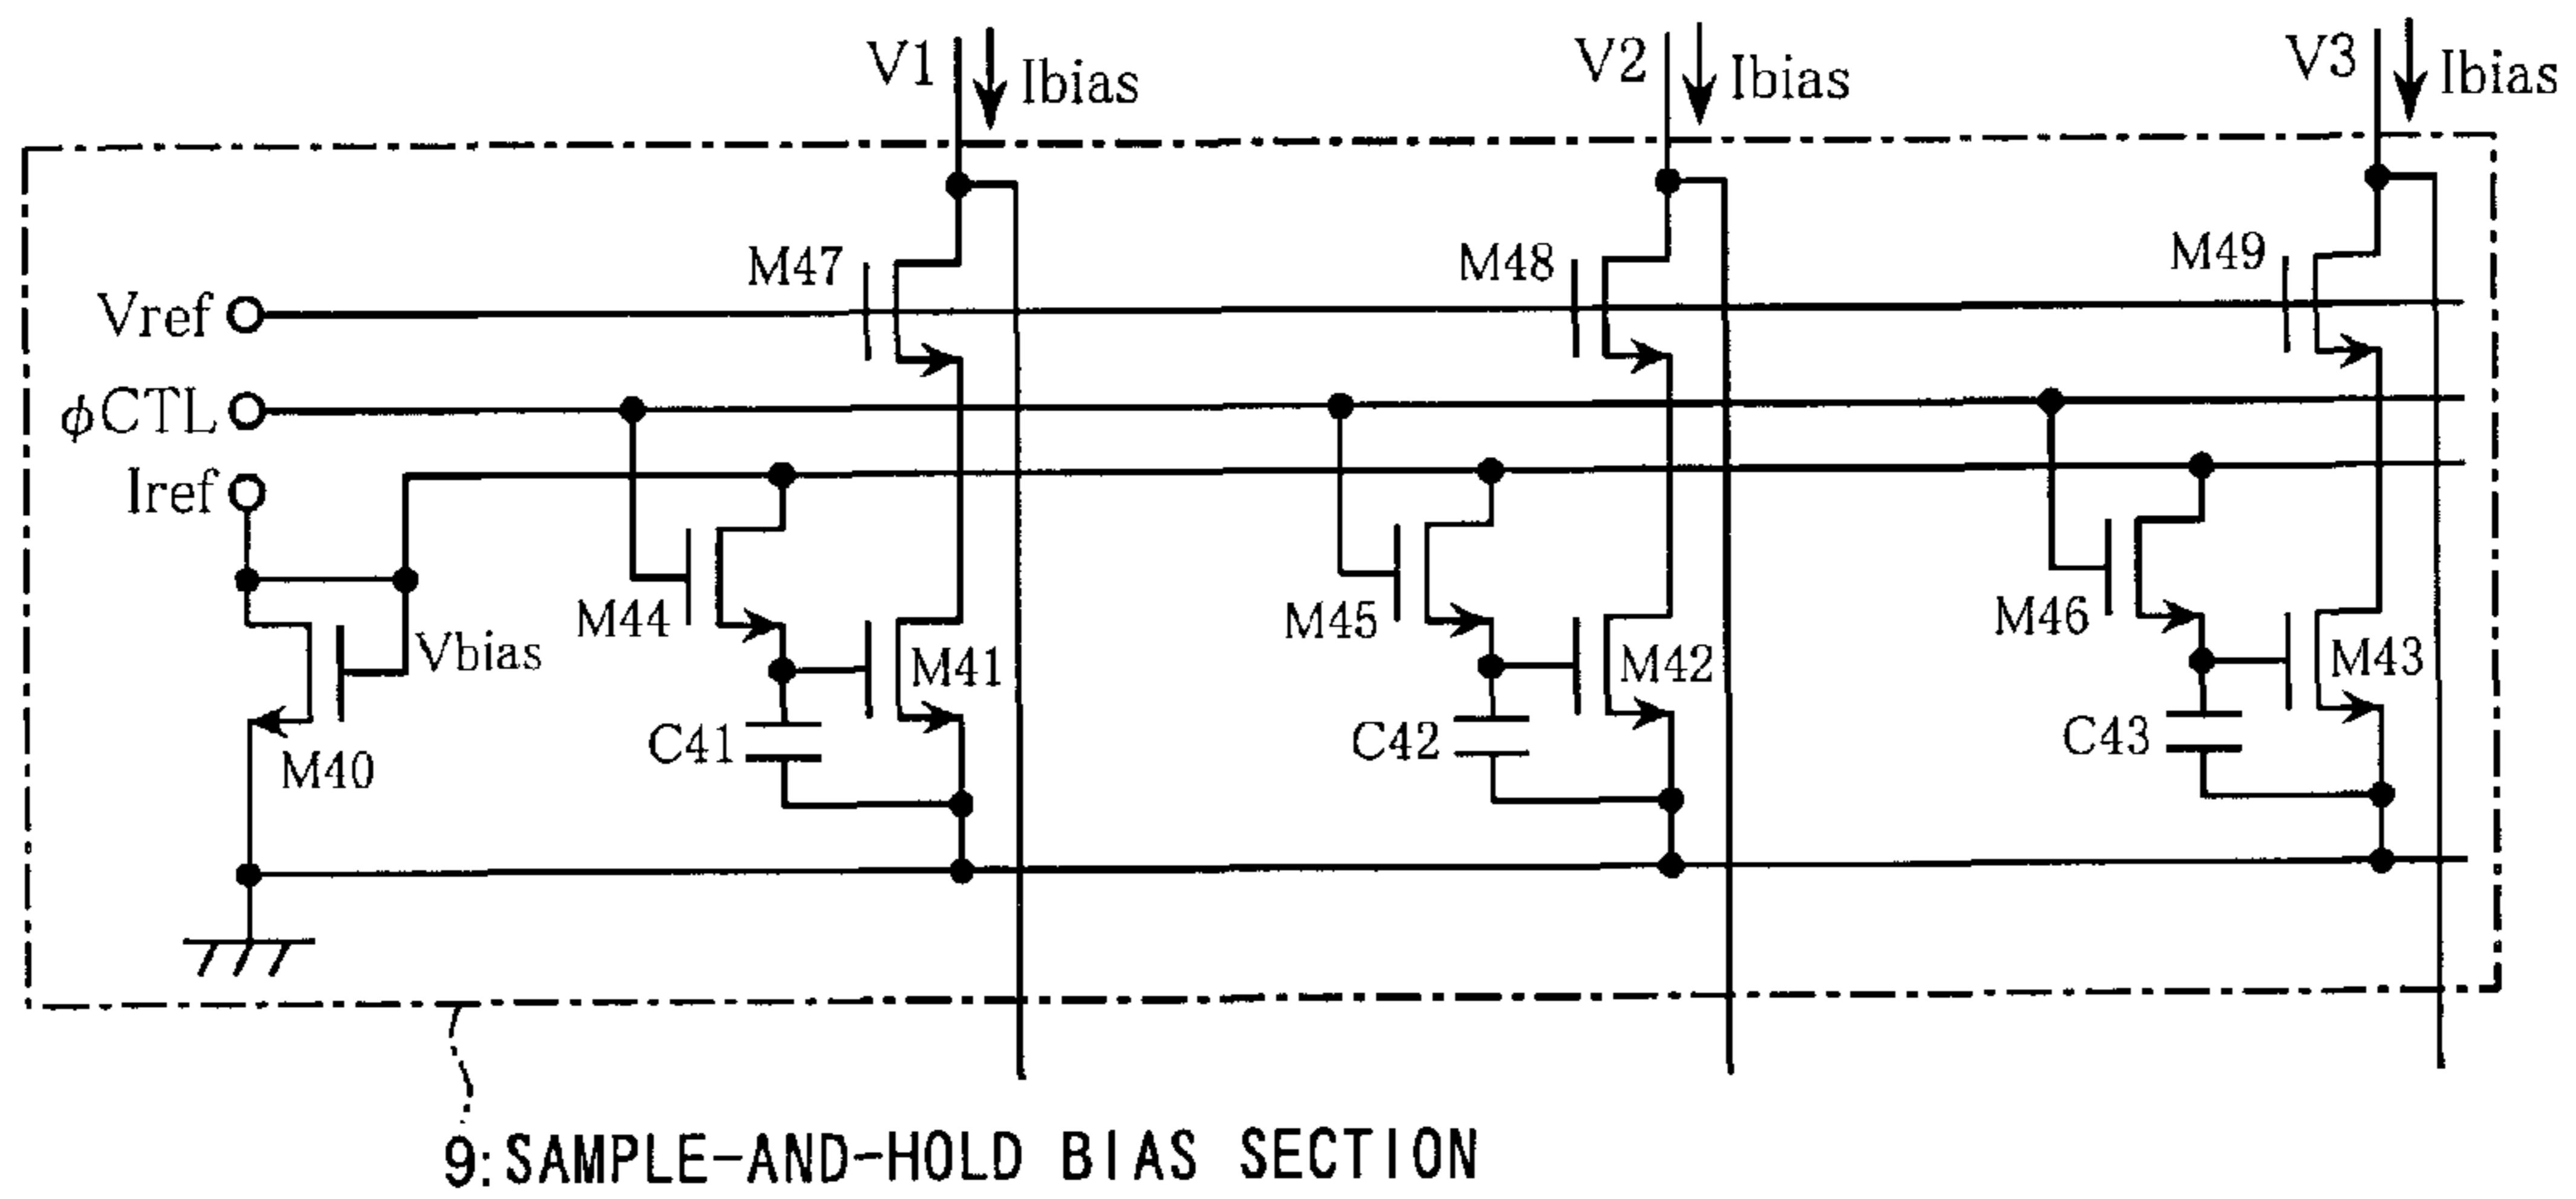 V1 Ibias V2 Ibias V3 Ibias
M47 M48 M49
Vref
φCTL
Iref
M44 M45 M46
Vbias M41 M42 M43
C41 C42 C43
M40
9:SAMPLE-AND-HOLD BIAS SECTION